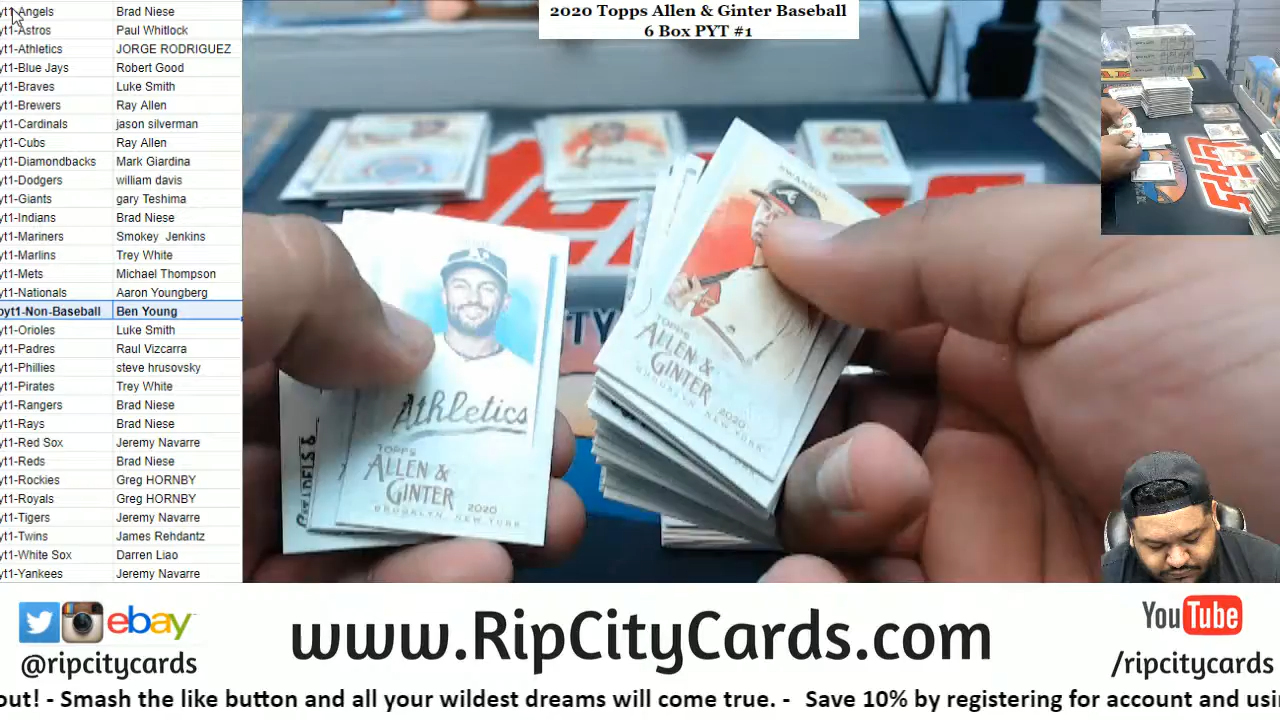 2020 Topps Allen & Ginter Baseball
6 Box PYT #1
yt1-Angels Brad Niese
yt1-Astros Paul Whitlock
yt1-Athletics JORGE RODRIGUEZ
yt1-Blue Jays Robert Good
yt1-Braves Luke Smith
yt1-Brewers Ray Allen
yt1-Cardinals jason silverman
yt1-Cubs Ray Allen
yt1-Diamondbacks Mark Giardina
yt1-Dodgers william davis
yt1-Giants gary Teshima
yt1-Indians Brad Niese
yt1-Mariners Smokey Jenkins
yt1-Marlins Trey White
yt1-Mets Michael Thompson
yt1-Nationals Aaron Youngberg
pyt1-Non-Baseball Ben Young
yt1-Orioles Luke Smith
yt1-Padres Raul Vizcarra
yt1-Phillies steve hrusovsky
yt1-Pirates Trey White
yt1-Rangers Brad Niese
yt1-Rays Brad Niese
yt1-Red Sox Jeremy Navarre
yt1-Reds Brad Niese
yt1-Rockies Greg HORNBY
yt1-Royals Greg HORNBY
yt1-Tigers Jeremy Navarre
yt1-Twins James Rehdantz
yt1-White Sox Darren Liao
yt1-Yankees Jeremy Navarre
Athletics
TOPPS
ALLEN &
GINTER
2020
BROOKLYN, NEW YORK
SWANSON
TOPPS
ALLEN &
GINTER
2020
BROOKLYN, NEW YORK
ebay
@ripcitycards
www.RipCityCards.com
YouTube
/ripcitycards
out! - Smash the like button and all your wildest dreams will come true. - Save 10% by registering for account and usi